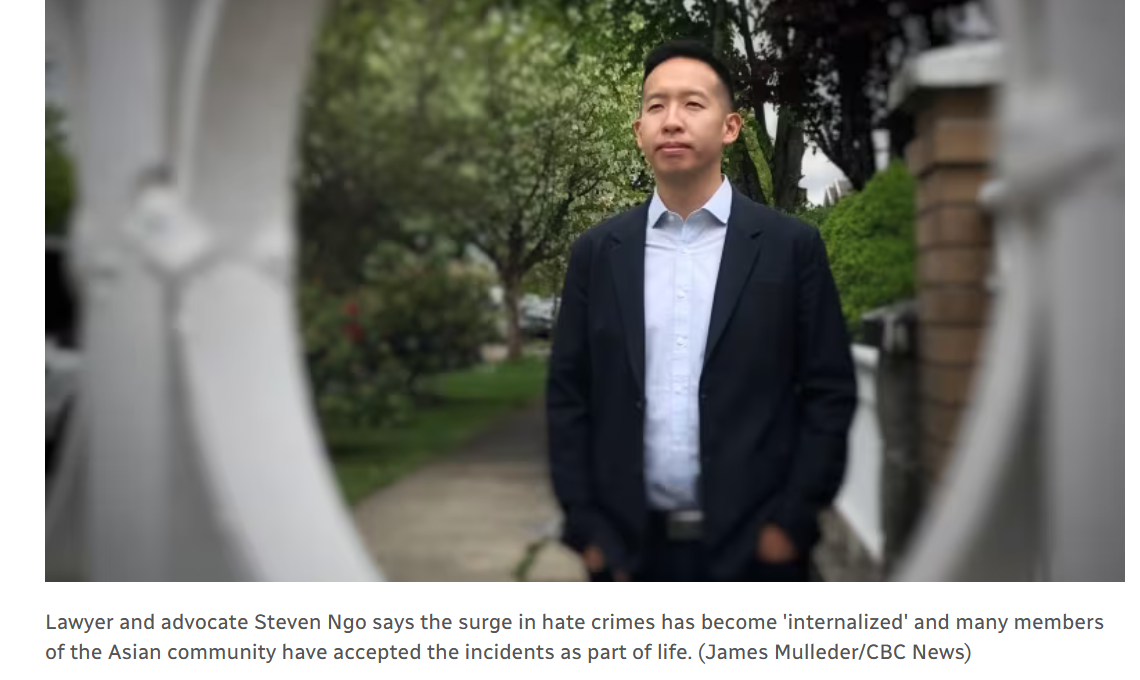 Lawyer and advocate Steven Ngo says the surge in hate crimes has become 'internalized' and many members
of the Asian community have accepted the incidents as part of life. (James Mulleder/CBC News)